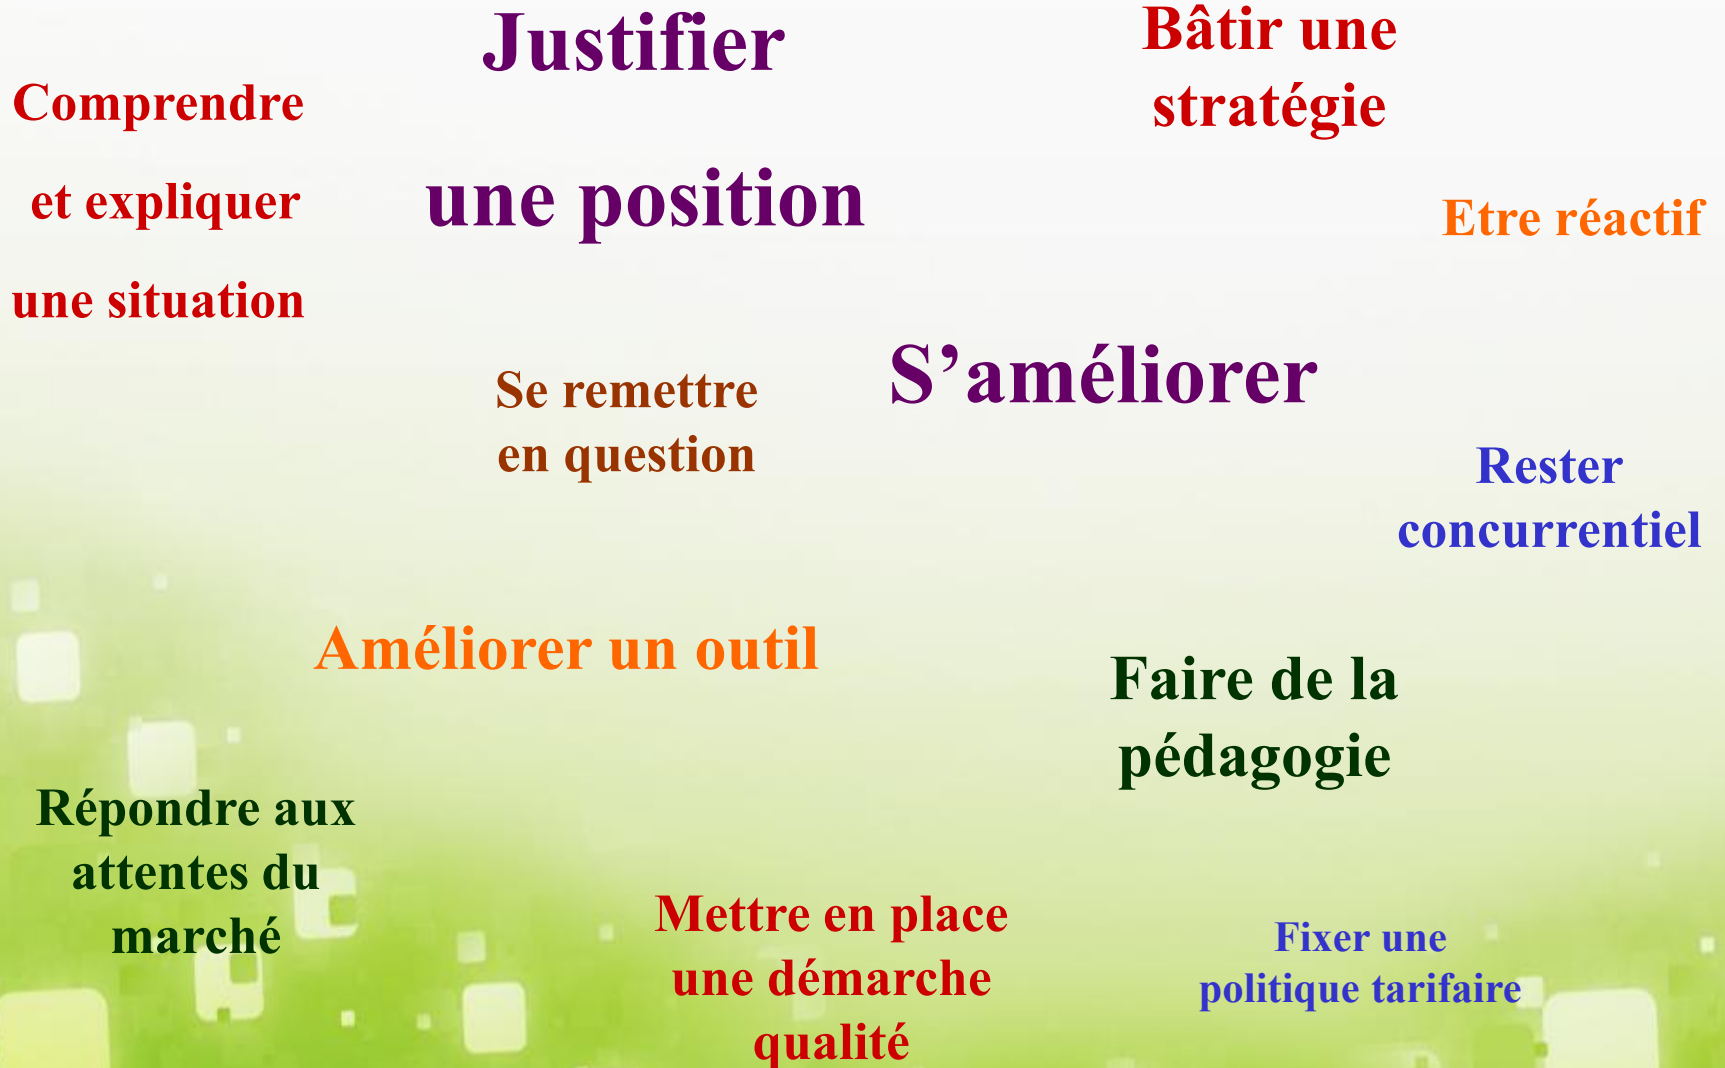 Justifier
une position
Bâtir une
stratégie
Comprendre
et expliquer
une situation
Etre réactif
S’améliorer
Se remettre
en question
Rester
concurrentiel
Améliorer un outil
Faire de la
pédagogie
Répondre aux
attentes du
marché
Mettre en place
une démarche
qualité
Fixer une
politique tarifaire